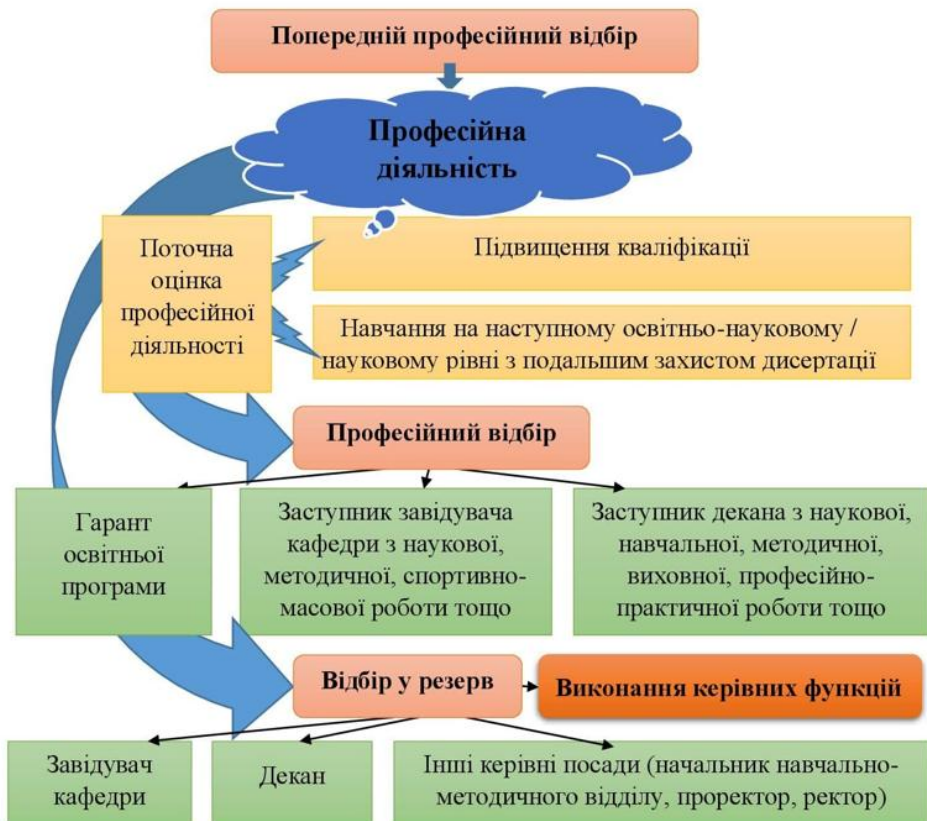 Попередній професійний відбір
Професійна
діяльність
Поточна
оцінка
професійної
діяльності
Підвищення кваліфікації
Навчання на наступному освітньо-науковому /
науковому рівні з подальшим захистом дисертації
Професійний відбір
Гарант
освітньої
програми
Заступник завідувача
кафедри з наукової,
методичної, спортивно-
масової роботи тощо
Заступник декана з наукової,
навчальної, методичної,
виховної, професійно-
практичної роботи тощо
Відбір у резерв
Виконання керівних функцій
Завідувач
кафедри
Декан
Інші керівні посади (начальник навчально-
методичного відділу, проректор, ректор)